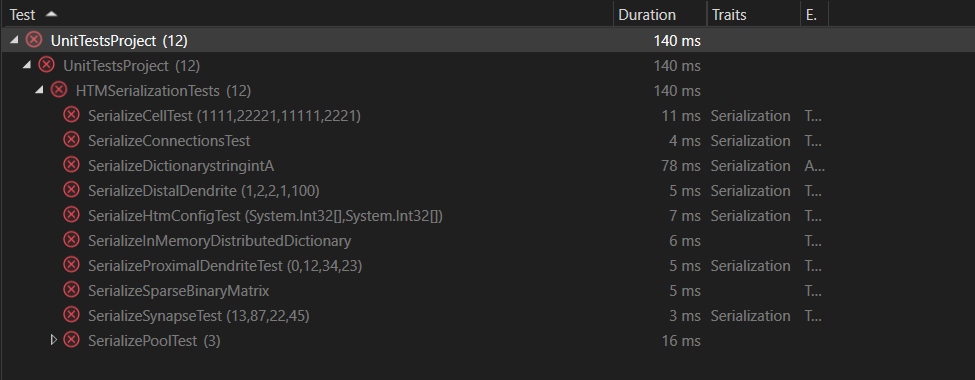 Test Duration Traits E.
UnitTestsProject (12) 140 ms
UnitTestsProject (12) 140 ms
HTMSerializationTests (12) 140 ms
SerializeCellTest (1111,22221,11111,2221) 11 ms Serialization T...
SerializeConnectionsTest 4 ms Serialization T...
SerializeDictionarystringintA 78 ms Serialization A...
SerializeDistalDendrite (1,2,2,1,100) 5 ms Serialization T...
SerializeHtmConfigTest (System.Int32[],System.Int32[]) 7 ms Serialization T...
SerializeInMemoryDistributedDictionary 6 ms T...
SerializeProximalDendriteTest (0,12,34,23) 5 ms Serialization T...
SerializeSparseBinaryMatrix 5 ms T...
SerializeSynapseTest (13,87,22,45) 3 ms Serialization T...
SerializePoolTest (3) 16 ms